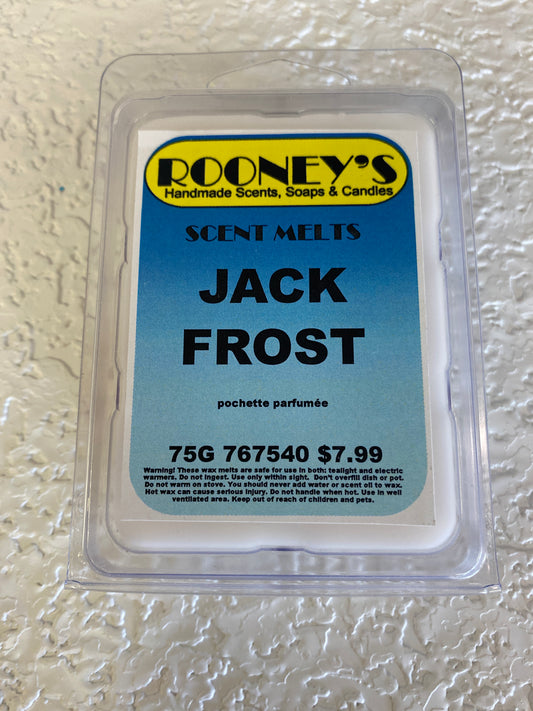 ROONEY'S
Handmade Scents, Soaps & Candles
SCENT MELTS
JACK
FROST
pochette parfumée
75G 767540 $7.99
Warning! These wax melts are safe for use in both: tealight and electric
warmers. Do not ingest. Use only within sight. Don't overfill dish or pot.
Do not warm on stove. You should never add water or scent oil to wax.
Hot wax can cause serious injury. Do not handle when hot. Use in well
ventilated area. Keep out of reach of children and pets.